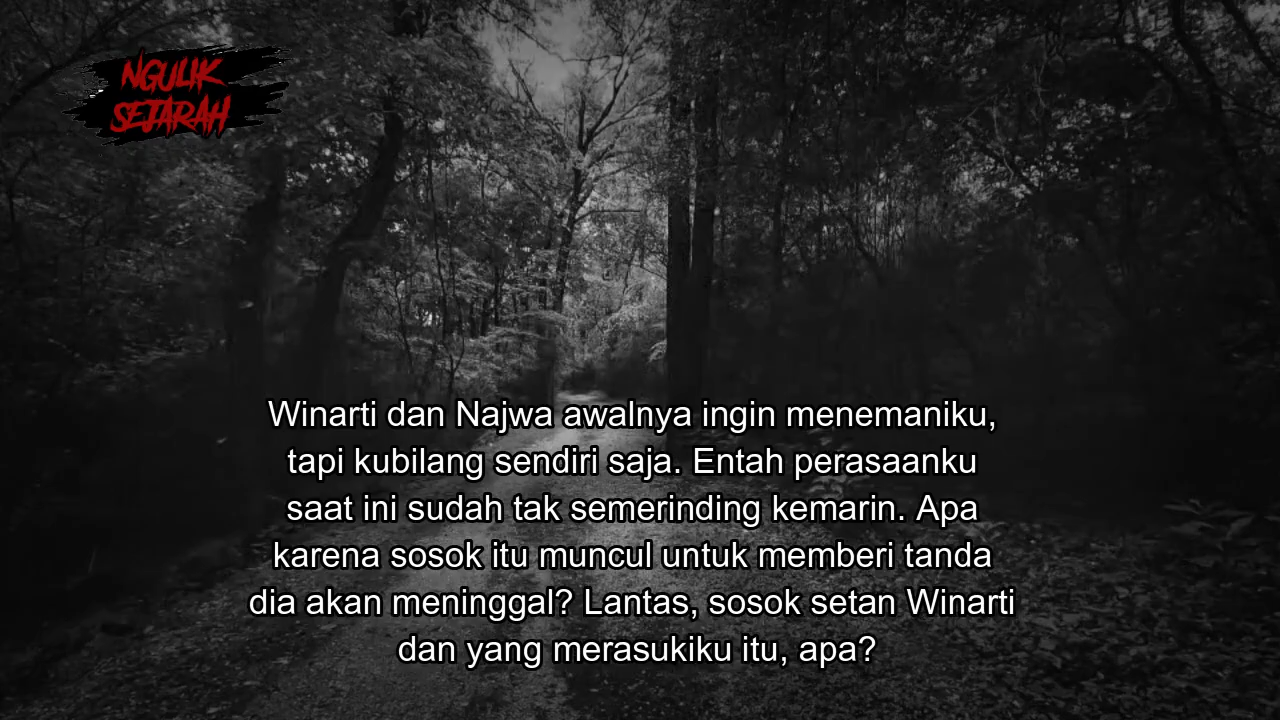 NGULIK
SEJARAH
Winarti dan Najwa awalnya ingin menemaniku,
tapi kubilang sendiri saja. Entah perasaanku
saat ini sudah tak semerinding kemarin. Apa
karena sosok itu muncul untuk memberi tanda
dia akan meninggal? Lantas, sosok setan Winarti
dan yang merasukiku itu, apa?